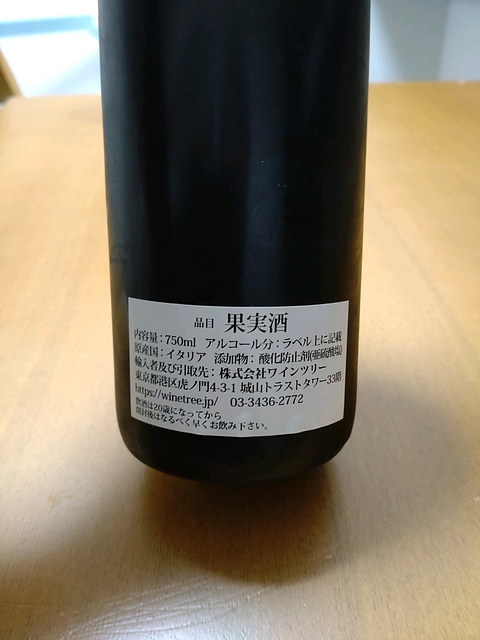 品目 果実酒
内容量：750ml アルコール分：ラベル上に記載
原産国：イタリア 添加物：酸化防止剤(亜硫酸塩)
輸入者及び引取先：株式会社ワインツリー
東京都港区虎ノ門4-3-1 城山トラストタワー33階
https://winetree.jp/ 03-3436-2772
飲酒は20歳になってから
開封後はなるべく早くお飲み下さい。